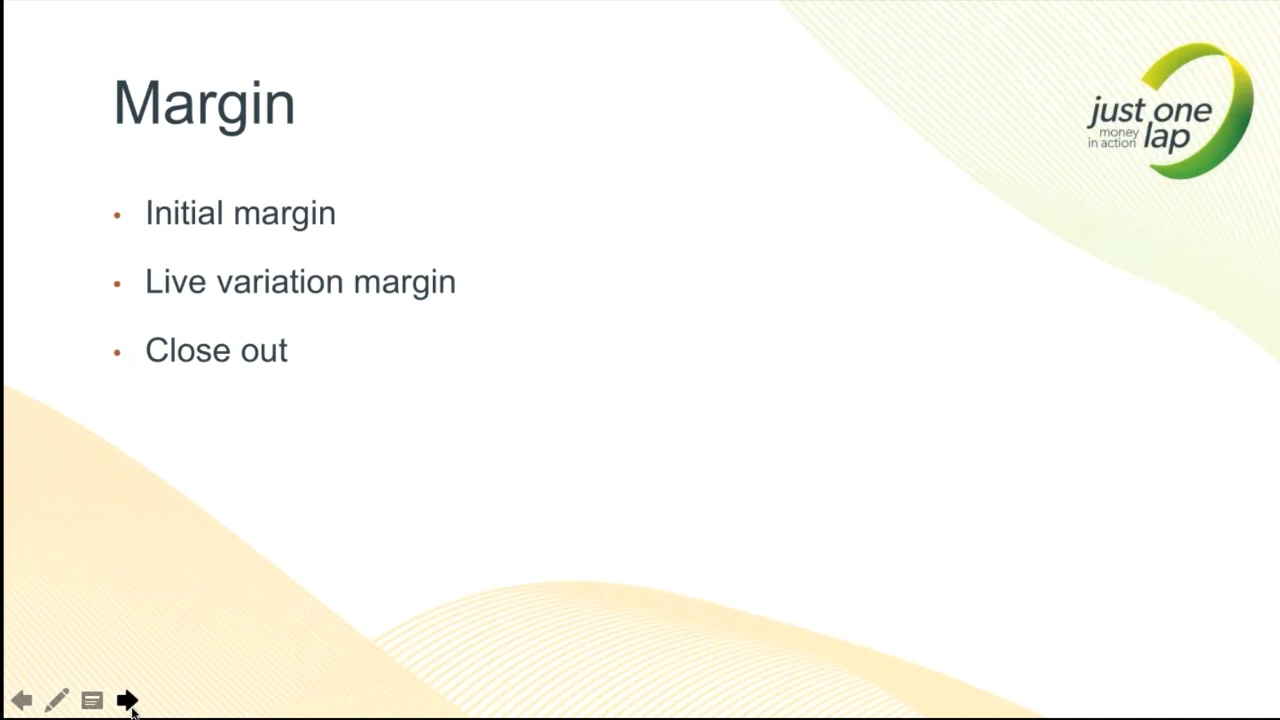 Margin
just one
money
in action
lap
• Initial margin
• Live variation margin
• Close out